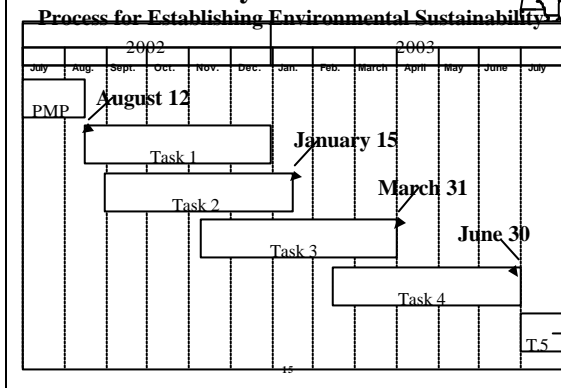 Process for Establishing Environmental Sustainability
2002 2003
July Aug. Sept. Oct. Nov. Dec. Jan. Feb. March April May June July
PMP
August 12
Task 1
January 15
Task 2
March 31
Task 3
June 30
Task 4
T.5
15